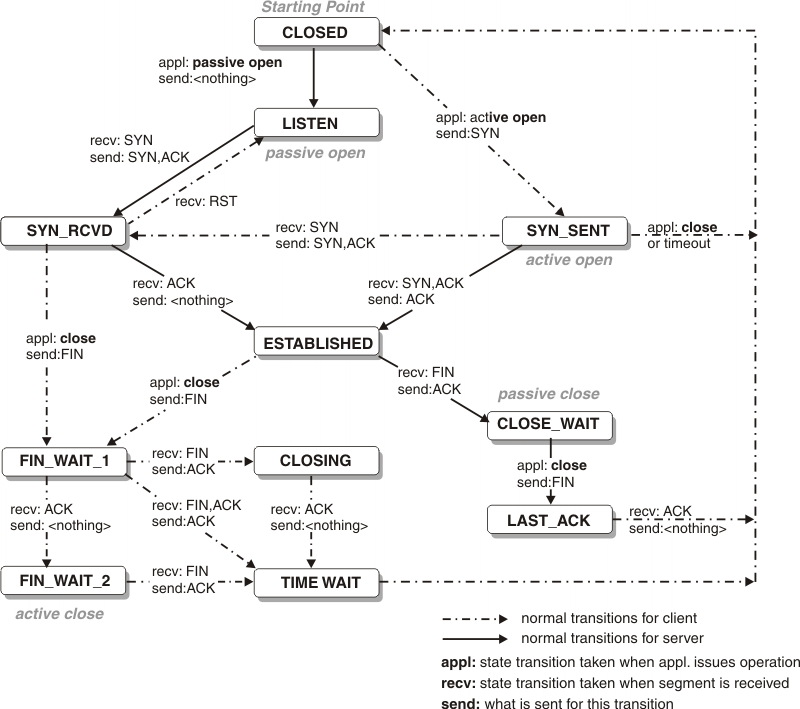 Starting Point
CLOSED
appl: passive open
send:<nothing>
appl: active open
send:SYN
LISTEN
passive open
recv: SYN
send: SYN,ACK
recv: RST
SYN_RCVD
recv: SYN
send: SYN,ACK
SYN_SENT
active open
appl: close
or timeout
recv: ACK
send: <nothing>
recv: SYN,ACK
send: ACK
appl: close
send:FIN
ESTABLISHED
appl: close
send:FIN
recv: FIN
send:ACK
passive close
CLOSE_WAIT
FIN_WAIT_1
recv: FIN
send:ACK
CLOSING
appl: close
send:FIN
recv: ACK
send: <nothing>
recv: FIN,ACK
send:ACK
recv: ACK
send:<nothing>
LAST_ACK
recv: ACK
send:<nothing>
FIN_WAIT_2
active close
recv: FIN
send:ACK
TIME WAIT
normal transitions for client
normal transitions for server
appl: state transition taken when appl. issues operation
recv: state transition taken when segment is received
send: what is sent for this transition